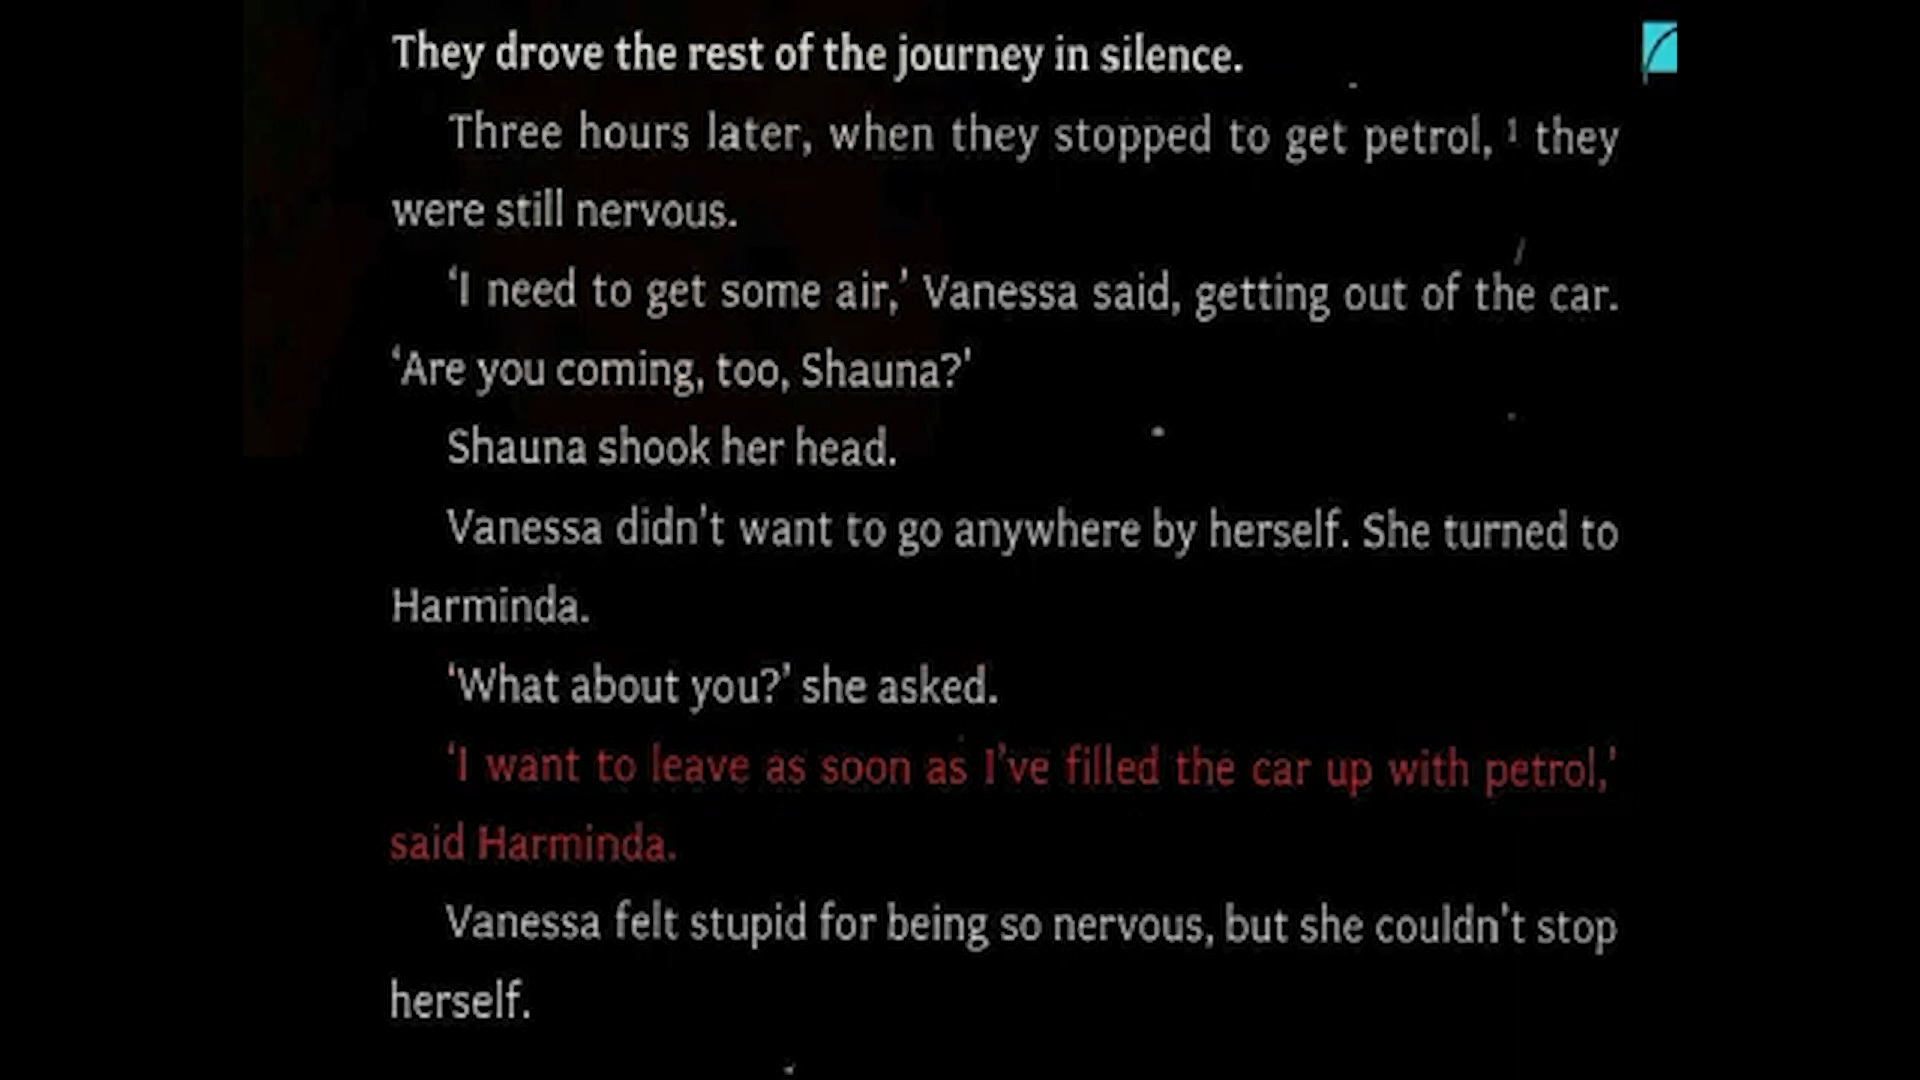 They drove the rest of the journey in silence.
Three hours later, when they stopped to get petrol, ¹ they
were still nervous.
‘I need to get some air,’ Vanessa said, getting out of the car.
‘Are you coming, too, Shauna?’
Shauna shook her head.
Vanessa didn’t want to go anywhere by herself. She turned to
Harminda.
‘What about you?’ she asked.
‘I want to leave as soon as I’ve filled the car up with petrol,’
said Harminda.
Vanessa felt stupid for being so nervous, but she couldn’t stop
herself.